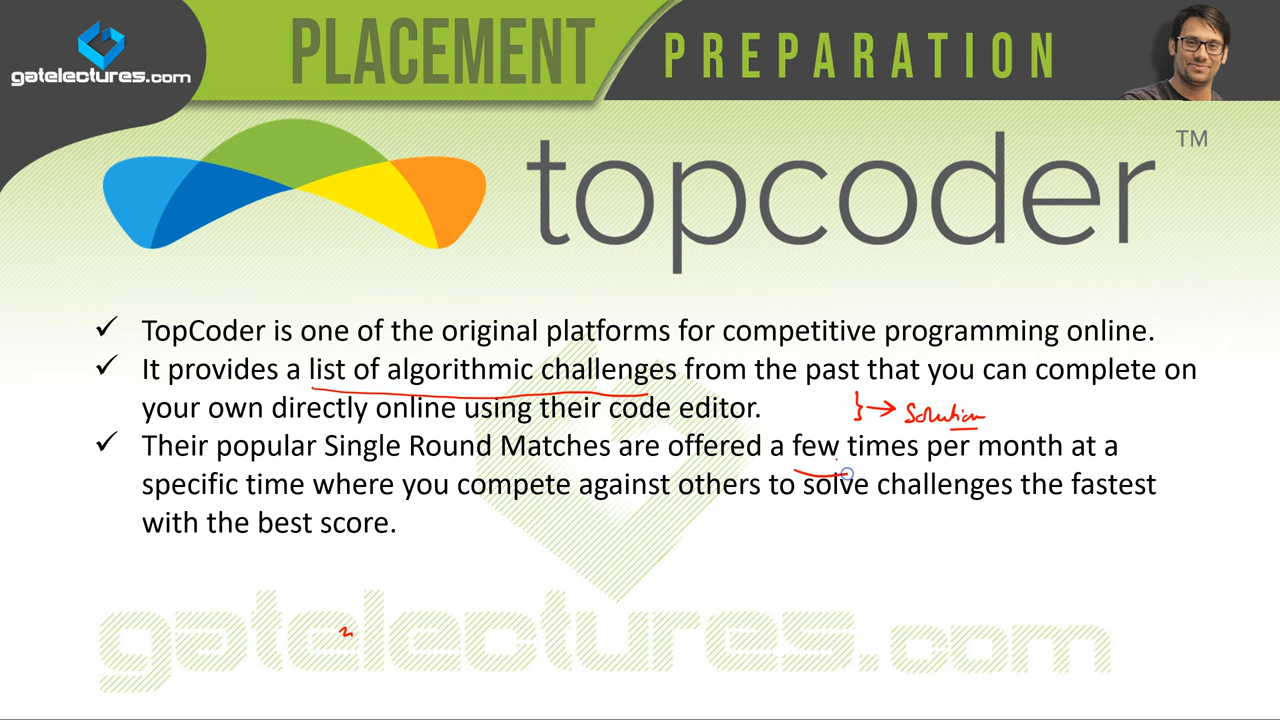 gatelectures.com
PLACEMENT PREPARATION
topcoder ™
✓ TopCoder is one of the original platforms for competitive programming online.
✓ It provides a list of algorithmic challenges from the past that you can complete on
your own directly online using their code editor.
} → Solution
✓ Their popular Single Round Matches are offered a few times per month at a
specific time where you compete against others to solve challenges the fastest
with the best score.
gatelectures.com